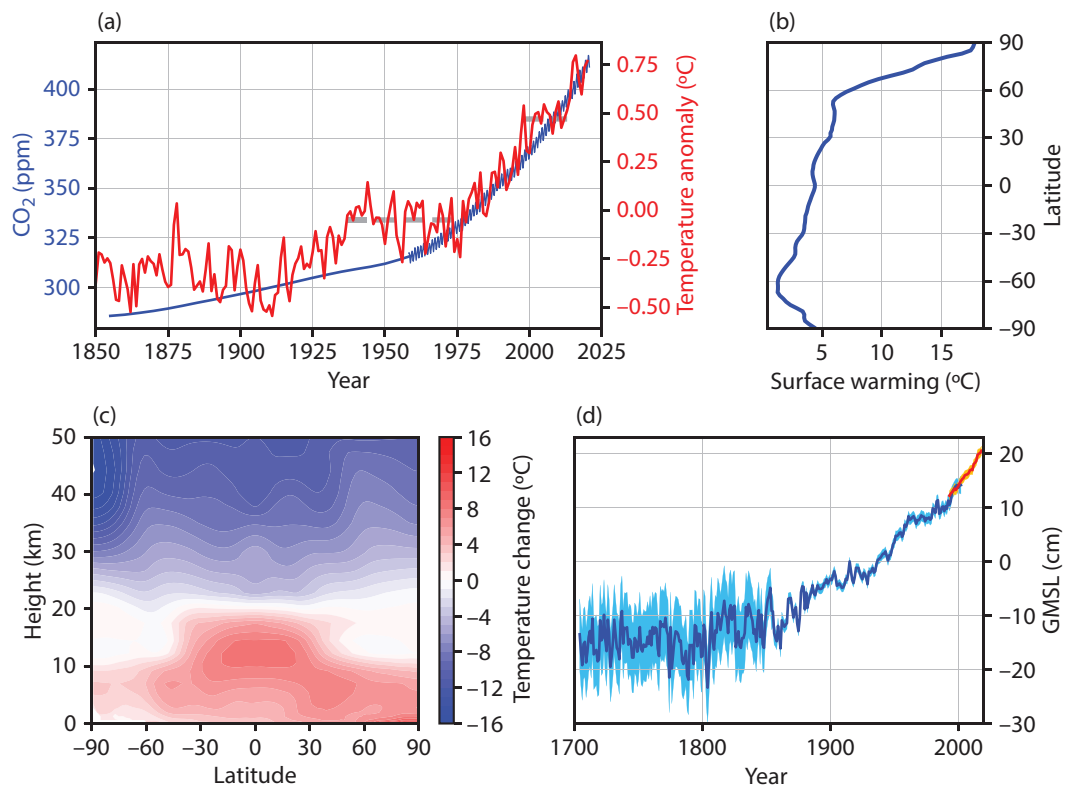 (a)
CO2 (ppm)
400
375
350
325
300
0.75
0.50
0.25
0.00
−0.25
−0.50
Temperature anomaly (ºC)
1850 1875 1900 1925 1950 1975 2000 2025
Year
(b)
90
60
30
0
−30
−60
−90
Latitude
5 10 15
Surface warming (ºC)
(c)
Height (km)
50
40
30
20
10
0
−90 −60 −30 0 30 60 90
Latitude
16
12
8
4
0
−4
−8
−12
−16
Temperature change (ºC)
(d)
20
10
0
−10
−20
−30
GMSL (cm)
1700 1800 1900 2000
Year